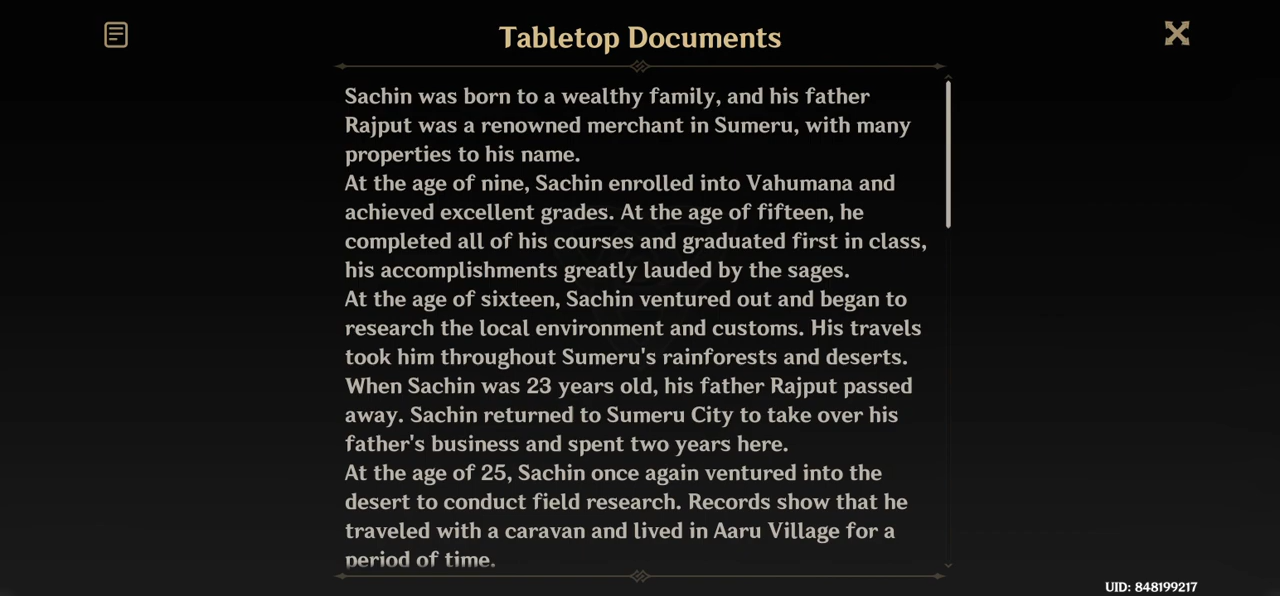 Tabletop Documents
Sachin was born to a wealthy family, and his father
Rajput was a renowned merchant in Sumeru, with many
properties to his name.
At the age of nine, Sachin enrolled into Vahumana and
achieved excellent grades. At the age of fifteen, he
completed all of his courses and graduated first in class,
his accomplishments greatly lauded by the sages.
At the age of sixteen, Sachin ventured out and began to
research the local environment and customs. His travels
took him throughout Sumeru's rainforests and deserts.
When Sachin was 23 years old, his father Rajput passed
away. Sachin returned to Sumeru City to take over his
father's business and spent two years here.
At the age of 25, Sachin once again ventured into the
desert to conduct field research. Records show that he
traveled with a caravan and lived in Aaru Village for a
period of time.
UID: 848199217